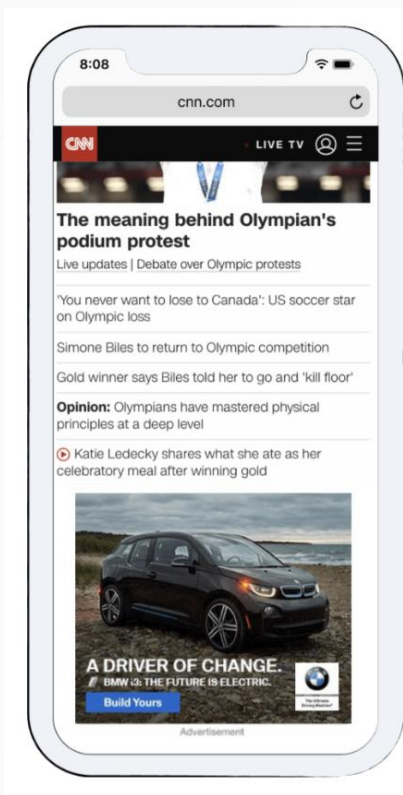 8:08
cnn.com
CNN
LIVE TV
The meaning behind Olympian's
podium protest
Live updates | Debate over Olympic protests
'You never want to lose to Canada': US soccer star
on Olympic loss
Simone Biles to return to Olympic competition
Gold winner says Biles told her to go and 'kill floor'
Opinion: Olympians have mastered physical
principles at a deep level
Katie Ledecky shares what she ate as her
celebratory meal after winning gold
A DRIVER OF CHANGE.
BMW i3: THE FUTURE IS ELECTRIC.
Build Yours
The Ultimate
Driving Machine®
Advertisement